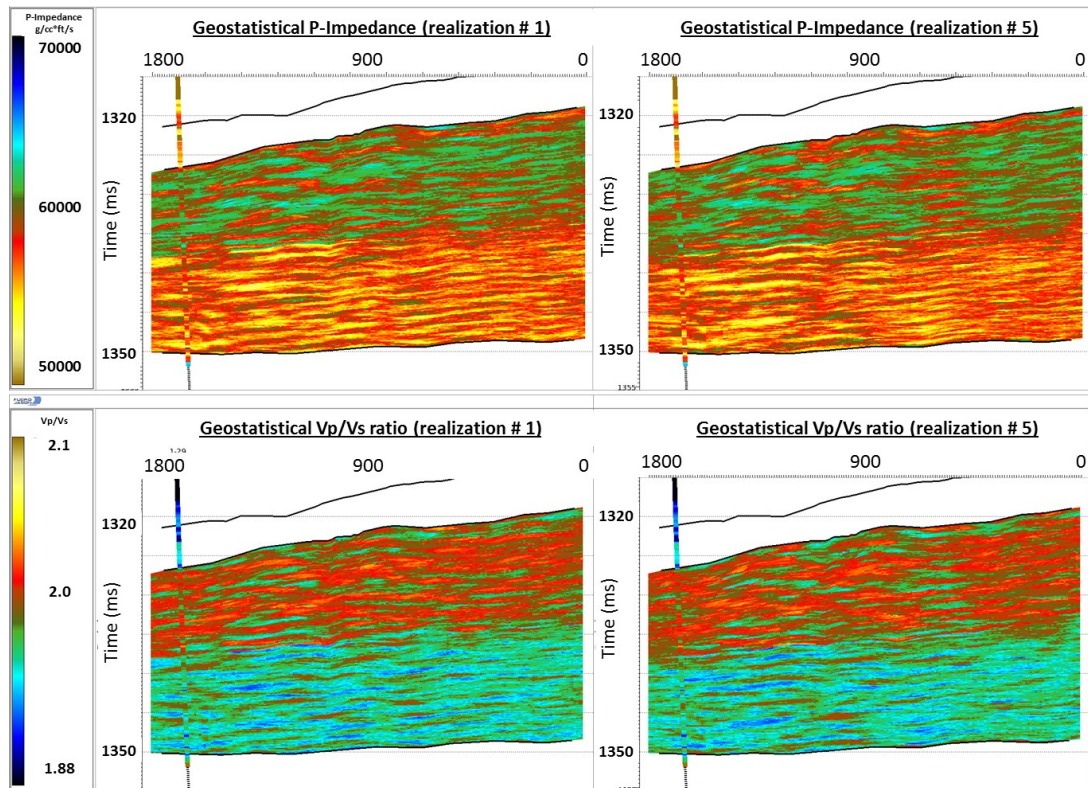 P-Impedance
g/cc*ft/s
70000
60000
50000
Geostatistical P-Impedance (realization # 1)
1800 900 0
1320
Time (ms)
1350
Geostatistical P-Impedance (realization # 5)
1800 900 0
1320
Time (ms)
1350
1355
Vp/Vs
2.1
2.0
1.88
Geostatistical Vp/Vs ratio (realization # 1)
1800 900 0
1320
Time (ms)
1350
Geostatistical Vp/Vs ratio (realization # 5)
1800 900 0
1320
Time (ms)
1350